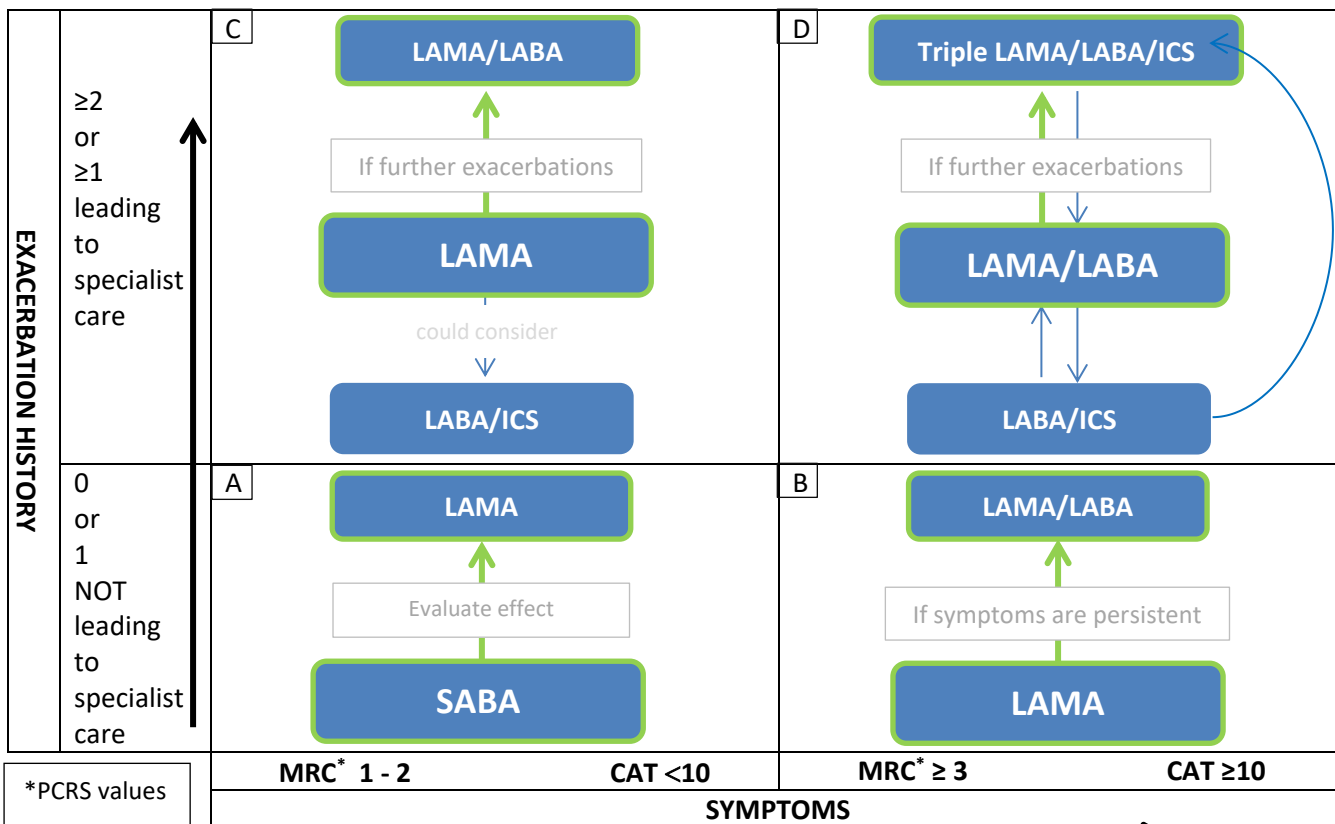 EXACERBATION HISTORY
≥2
or
≥1
leading
to
specialist
care
C
LAMA/LABA
If further exacerbations
LAMA
could consider
LABA/ICS
D
Triple LAMA/LABA/ICS
If further exacerbations
LAMA/LABA
LABA/ICS
0
or
1
NOT
leading
to
specialist
care
A
LAMA
Evaluate effect
SABA
B
LAMA/LABA
If symptoms are persistent
LAMA
*PCRS values
MRC* 1 - 2 CAT <10
MRC* ≥ 3 CAT ≥10
SYMPTOMS